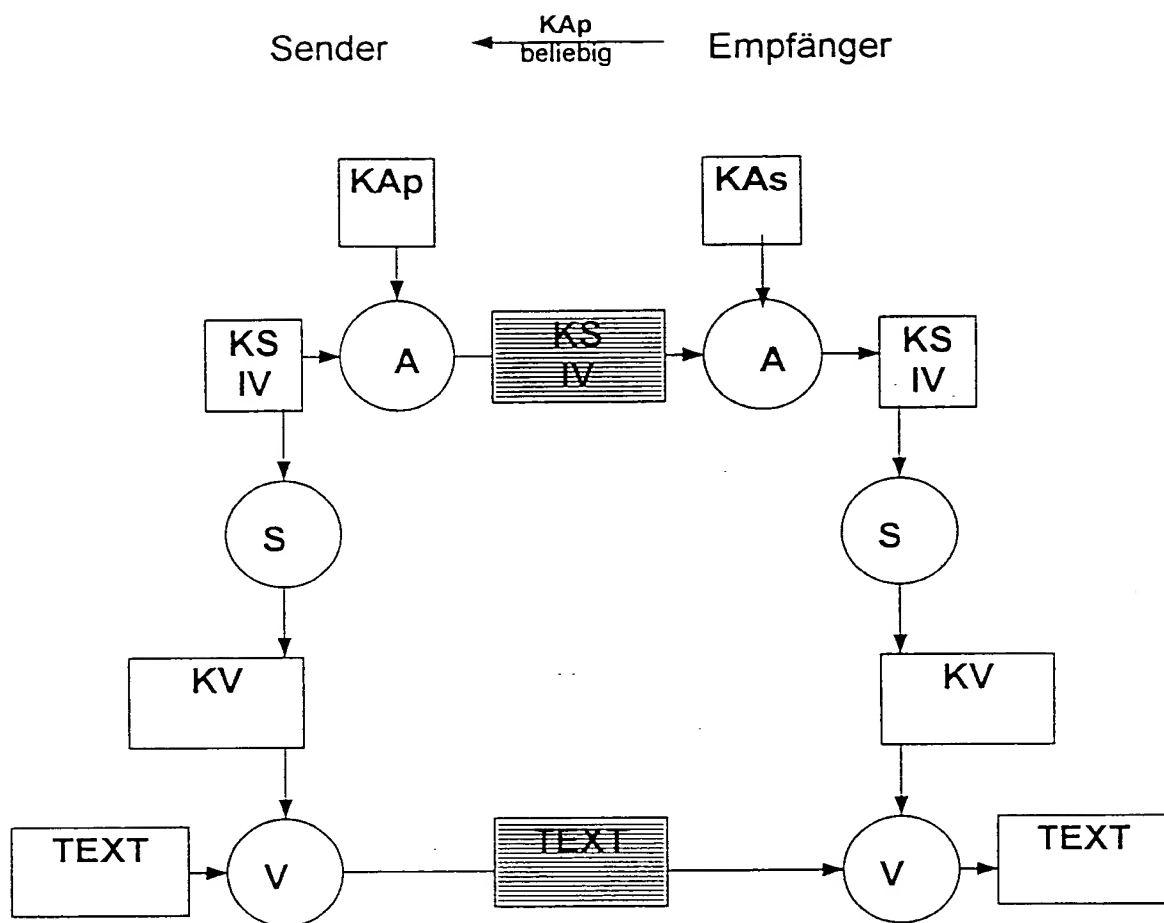 Sender
KAp
beliebig
Empfänger
KAp
KAs
KS
IV
A
KS
IV
A
KS
IV
S
S
KV
KV
TEXT
V
TEXT
V
TEXT